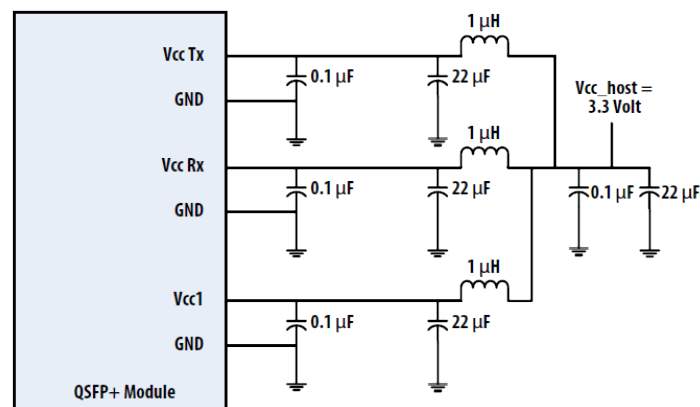 1 µH
Vcc Tx
0.1 µF
22 µF
GND
Vcc_host =
3.3 Volt
1 µH
Vcc Rx
0.1 µF
22 µF
0.1 µF
22 µF
GND
1 µH
Vcc1
0.1 µF
22 µF
GND
QSFP+ Module